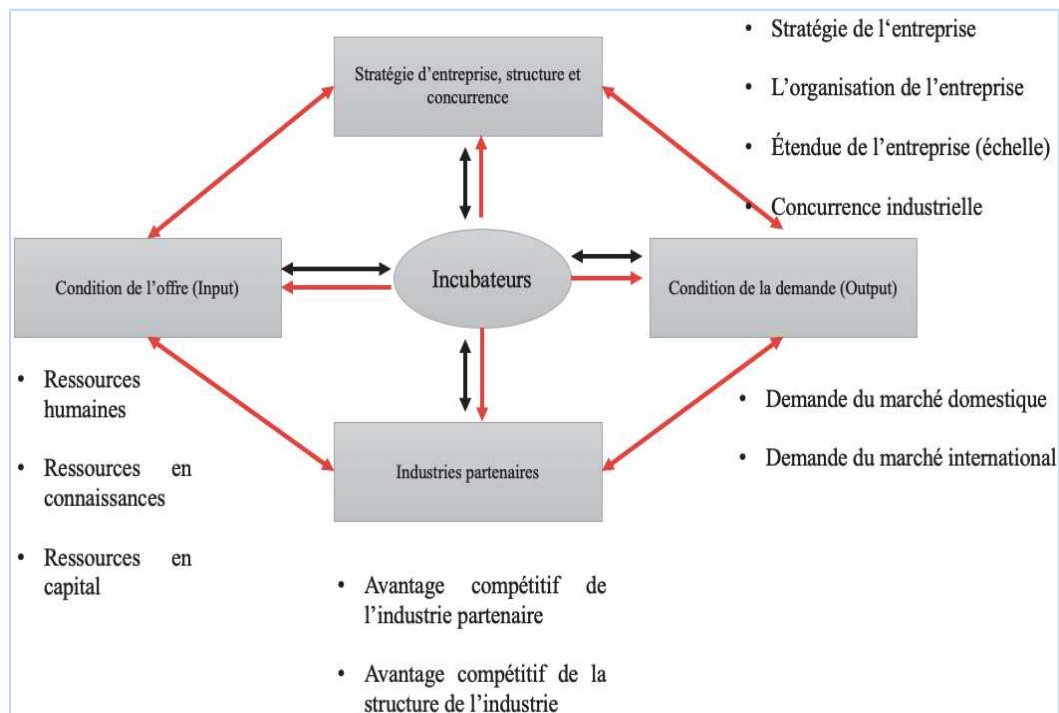 Stratégie d’entreprise, structure et
concurrence
• Stratégie de l‘entreprise
• L’organisation de l’entreprise
• Étendue de l’entreprise (échelle)
• Concurrence industrielle
Condition de l’offre (Input)
Incubateurs
Condition de la demande (Output)
• Ressources
humaines
• Ressources en
connaissances
• Ressources en
capital
Industries partenaires
• Demande du marché domestique
• Demande du marché international
• Avantage compétitif de
l’industrie partenaire
• Avantage compétitif de la
structure de l’industrie